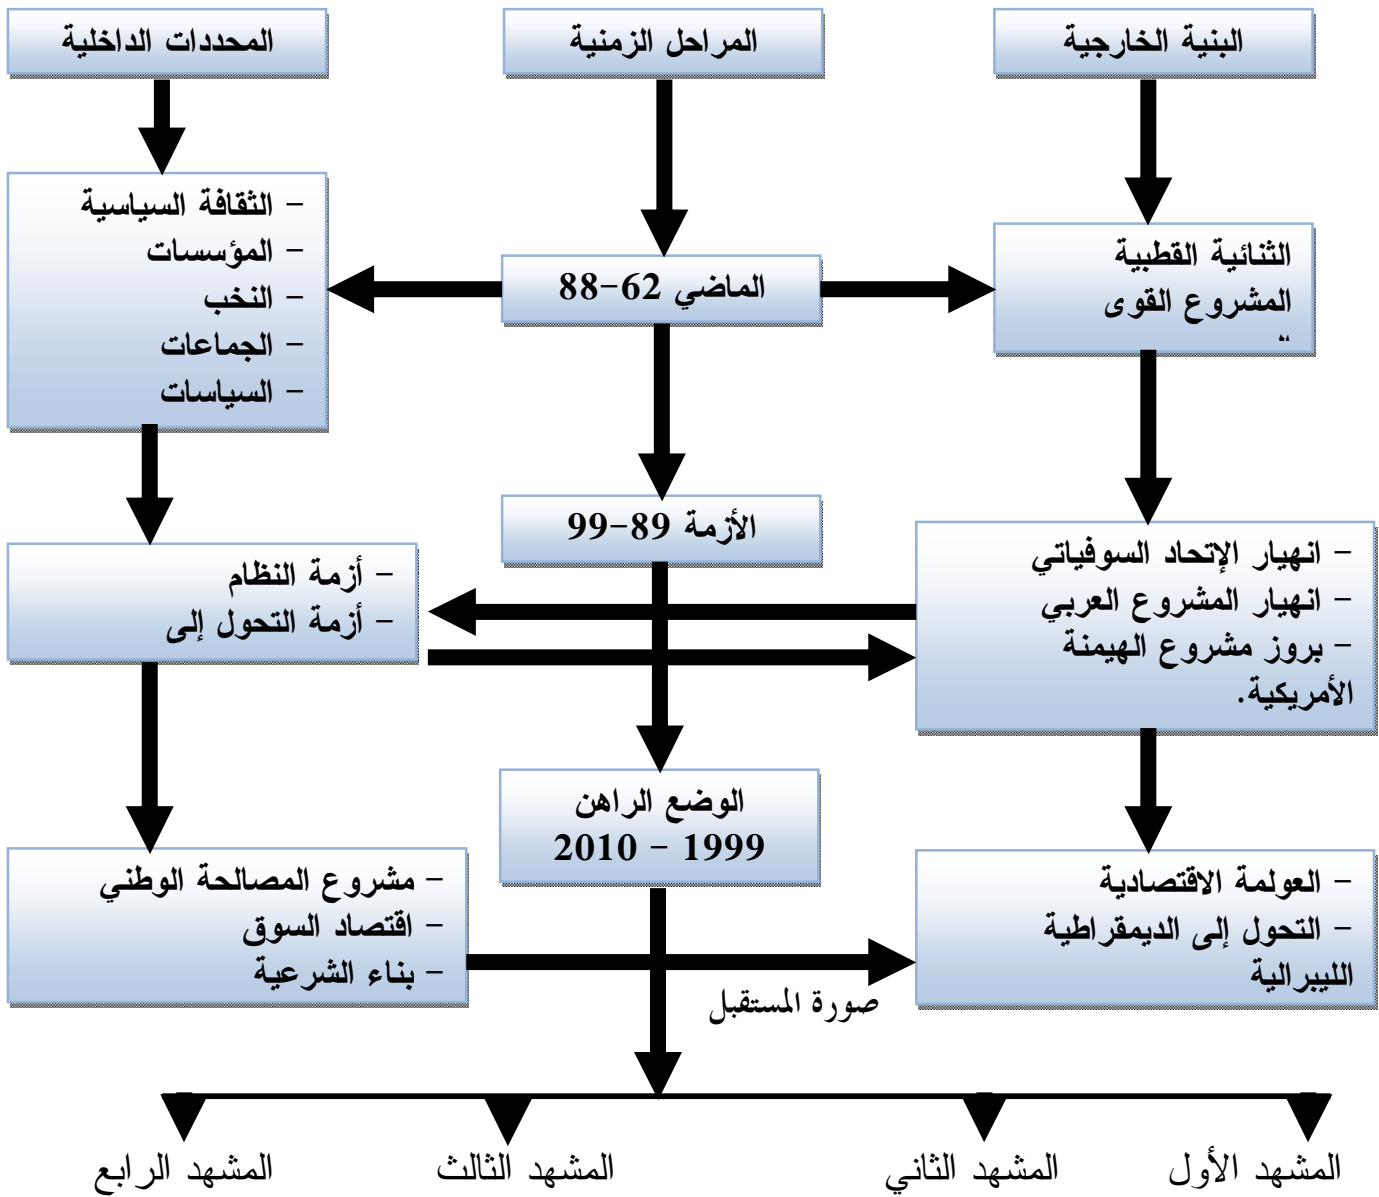 البنية الخارجية
المراحل الزمنية
المحددات الداخلية
الثنائية القطبية
المشروع القوى
الماضي 62-88
- الثقافة السياسية
- المؤسسات
- النخب
- الجماعات
- السياسات
الأزمة 89-99
- انهيار الإتحاد السوفياتي
- انهيار المشروع العربي
- بروز مشروع الهيمنة
الأمريكية.
- أزمة النظام
- أزمة التحول إلى
الوضع الراهن
1999 - 2010
- العولمة الاقتصادية
- التحول إلى الديمقراطية
الليبرالية
- مشروع المصالحة الوطني
- اقتصاد السوق
- بناء الشرعية
صورة المستقبل
المشهد الأول
المشهد الثاني
المشهد الثالث
المشهد الرابع